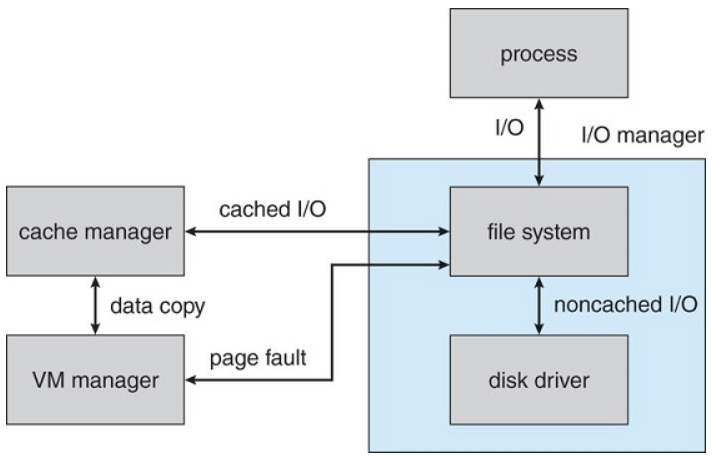 process
I/O
I/O manager
cached I/O
cache manager
file system
data copy
noncached I/O
page fault
VM manager
disk driver